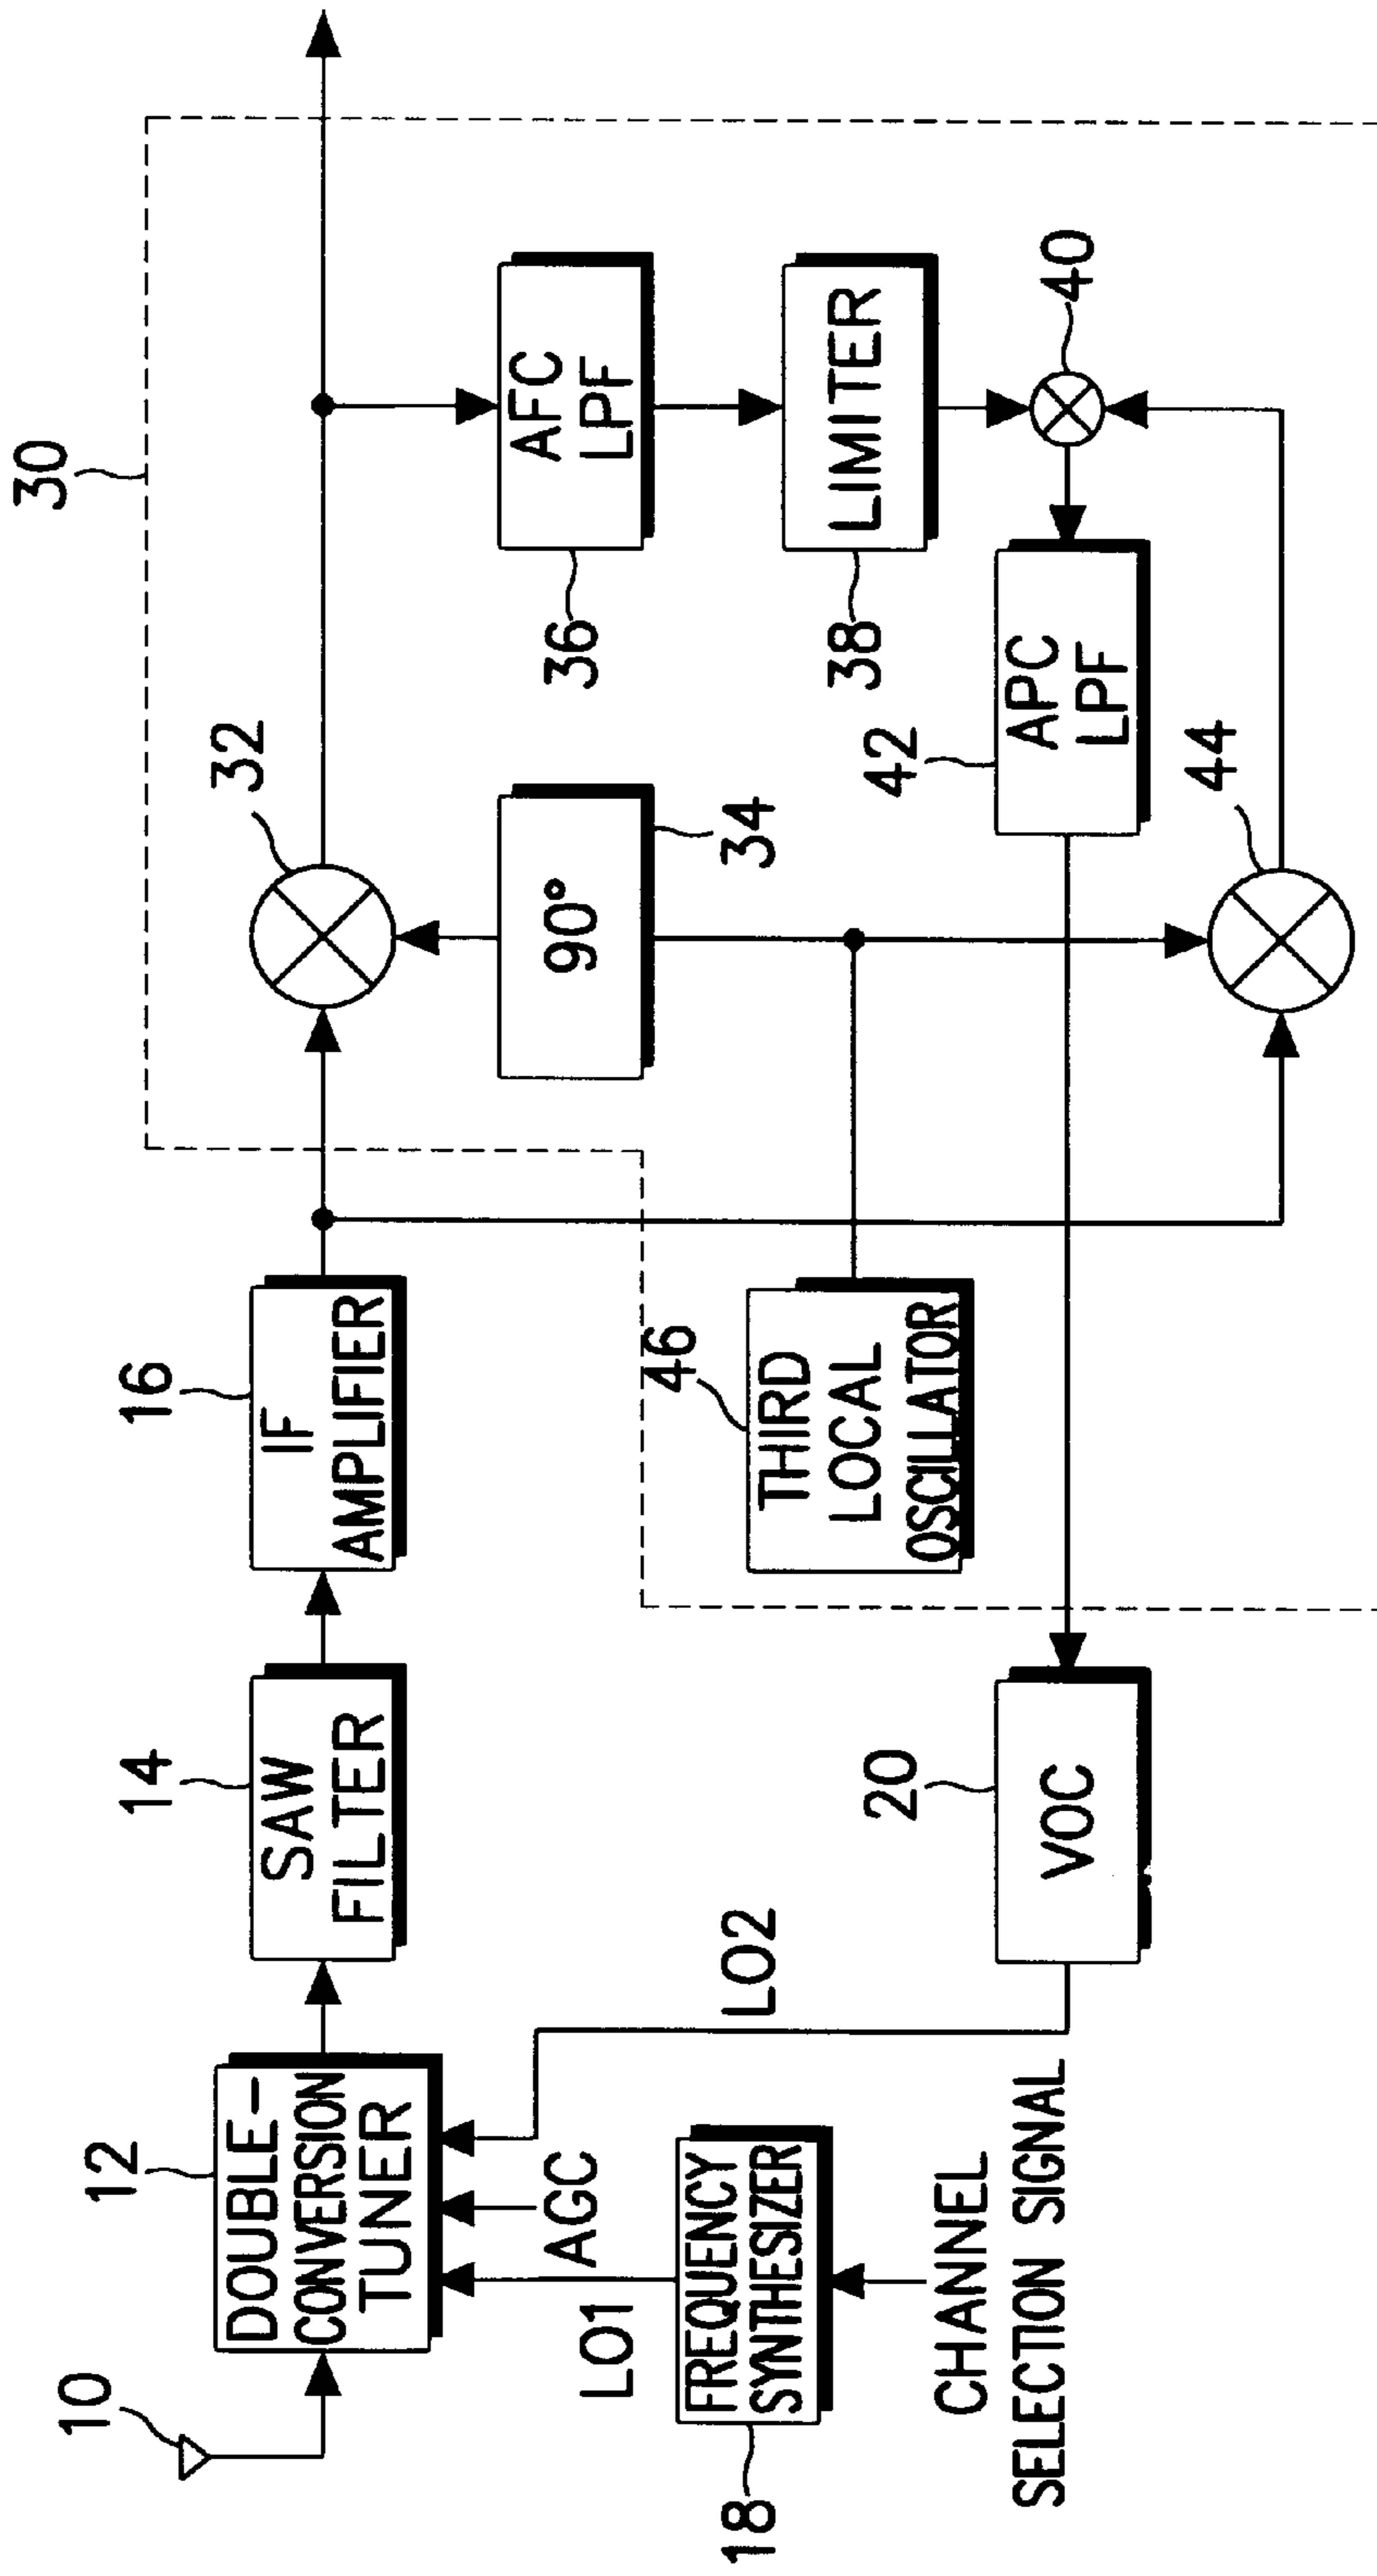 30
10
12
DOUBLE-
CONVERSION
TUNER
14
SAW
FILTER
16
IF
AMPLIFIER
32
90°
34
AFC
LPF
36
LIMITER
38
40
APC
LPF
42
44
THIRD
LOCAL
OSCILLATOR
46
VOC
20
LO2
AGC
LO1
FREQUENCY
SYNTHESIZER
18
CHANNEL
SELECTION SIGNAL